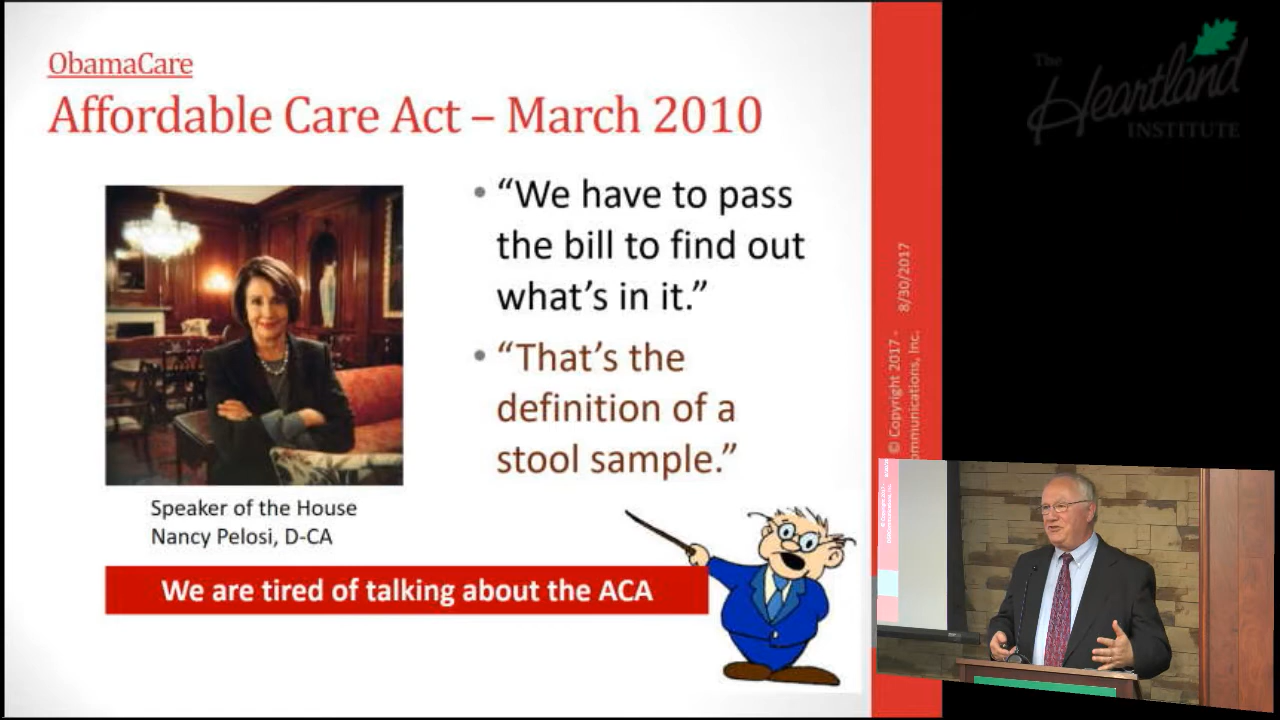 ObamaCare
Affordable Care Act – March 2010
• “We have to pass
the bill to find out
what’s in it.”
• “That’s the
definition of a
stool sample.”
Speaker of the House
Nancy Pelosi, D-CA
We are tired of talking about the ACA
8/30/2017
© Copyright 2017 -
ommunications, Inc.
The
Heartland
INSTITUTE